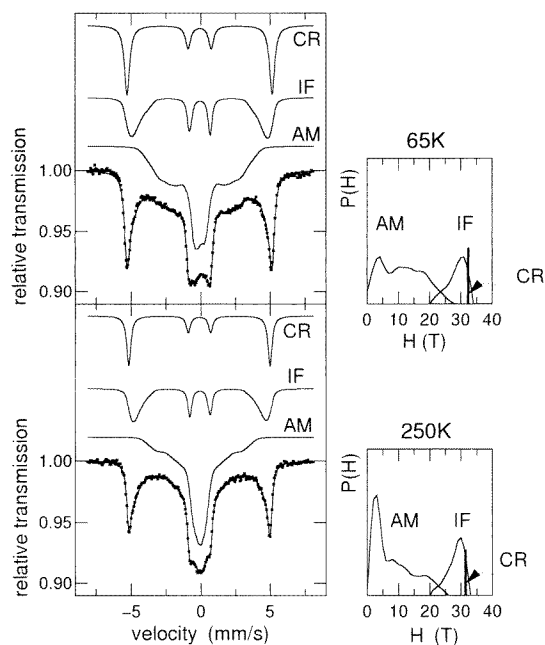 CR
IF
AM
relative transmission
1.00
0.95
0.90
CR
IF
AM
relative transmission
1.00
0.95
0.90
−5 0 5
velocity (mm/s)
65K
P(H)
AM IF
CR
0 10 20 30 40
H (T)
250K
P(H)
AM IF
CR
0 10 20 30 40
H (T)